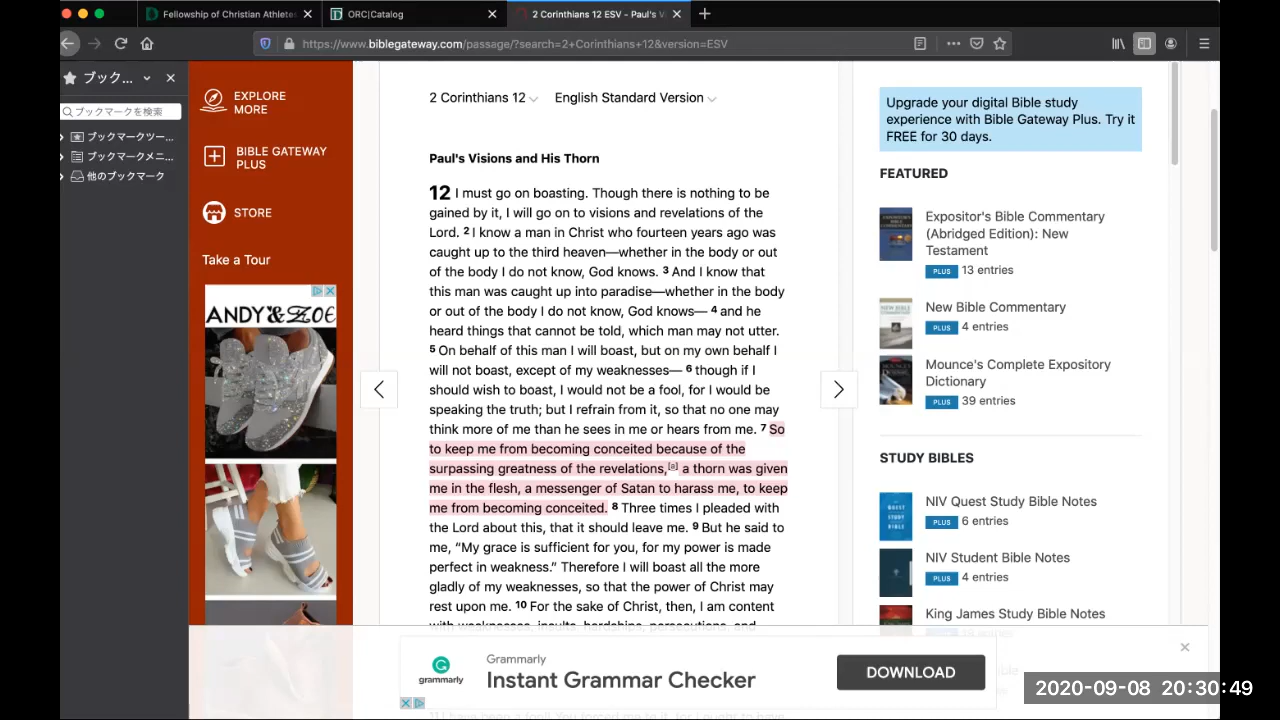 Fellowship of Christian Athletes
ORC|Catalog
2 Corinthians 12 ESV - Paul's V
https://www.biblegateway.com/passage/?search=2+Corinthians+12&version=ESV
ブック...
ブックマークを検索
ブックマークツー...
ブックマークメニ...
他のブックマーク
EXPLORE
MORE
BIBLE GATEWAY
PLUS
STORE
Take a Tour
ANDY&ZOE
2 Corinthians 12
English Standard Version
Paul's Visions and His Thorn
12 I must go on boasting. Though there is nothing to be
gained by it, I will go on to visions and revelations of the
Lord. 2 I know a man in Christ who fourteen years ago was
caught up to the third heaven—whether in the body or out
of the body I do not know, God knows. 3 And I know that
this man was caught up into paradise—whether in the body
or out of the body I do not know, God knows— 4 and he
heard things that cannot be told, which man may not utter.
5 On behalf of this man I will boast, but on my own behalf I
will not boast, except of my weaknesses— 6 though if I
should wish to boast, I would not be a fool, for I would be
speaking the truth; but I refrain from it, so that no one may
think more of me than he sees in me or hears from me. 7 So
to keep me from becoming conceited because of the
surpassing greatness of the revelations,[a] a thorn was given
me in the flesh, a messenger of Satan to harass me, to keep
me from becoming conceited. 8 Three times I pleaded with
the Lord about this, that it should leave me. 9 But he said to
me, “My grace is sufficient for you, for my power is made
perfect in weakness.” Therefore I will boast all the more
gladly of my weaknesses, so that the power of Christ may
rest upon me. 10 For the sake of Christ, then, I am content
with weaknesses, insults, hardships, persecutions, and
Upgrade your digital Bible study
experience with Bible Gateway Plus. Try it
FREE for 30 days.
FEATURED
Expositor's Bible Commentary
(Abridged Edition): New
Testament
PLUS 13 entries
New Bible Commentary
PLUS 4 entries
Mounce's Complete Expository
Dictionary
PLUS 39 entries
STUDY BIBLES
NIV Quest Study Bible Notes
PLUS 6 entries
NIV Student Bible Notes
PLUS 4 entries
King James Study Bible Notes
grammarly
Grammarly
Instant Grammar Checker
DOWNLOAD
2020-09-08 20:30:49